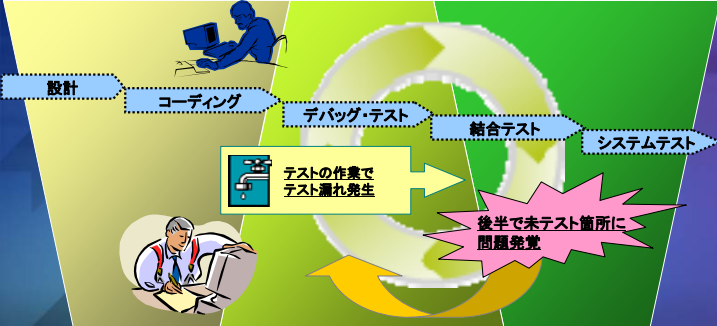 設計
コーディング
デバッグ・テスト
結合テスト
システムテスト
テストの作業で
テスト漏れ発生
後半で未テスト箇所に
問題発覚